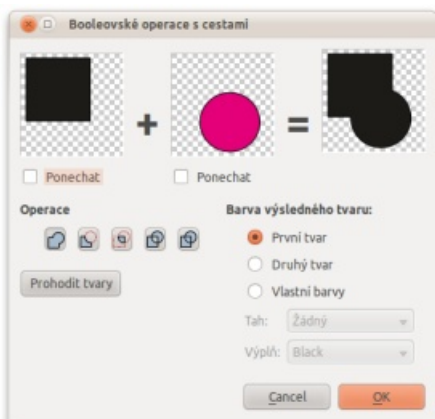 Booleovské operace s cestami
Ponechat
Ponechat
Operace
Barva výsledného tvaru:
První tvar
Druhý tvar
Vlastní barvy
Prohodit tvary
Tah: Žádný
Výplň: Black
Cancel
OK